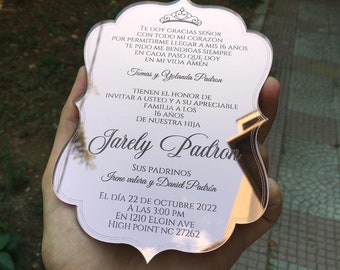 Te doy gracias Señor
con todo mi corazón
por permitirme llegar a mis 16 años
te pido me bendigas siempre
en cada paso que doy
en mi vida Amén
Tomas y Yolanda Padron
Tienen el honor de
invitar a usted y a su apreciable
familia a los
16 años
de nuestra hija
Jarely Padron
Sus padrinos
Irene valera y Daniel Padrón
El día 22 de octubre 2022
A las 3:00 pm
En 1210 Elgin Ave
High Point NC 27262